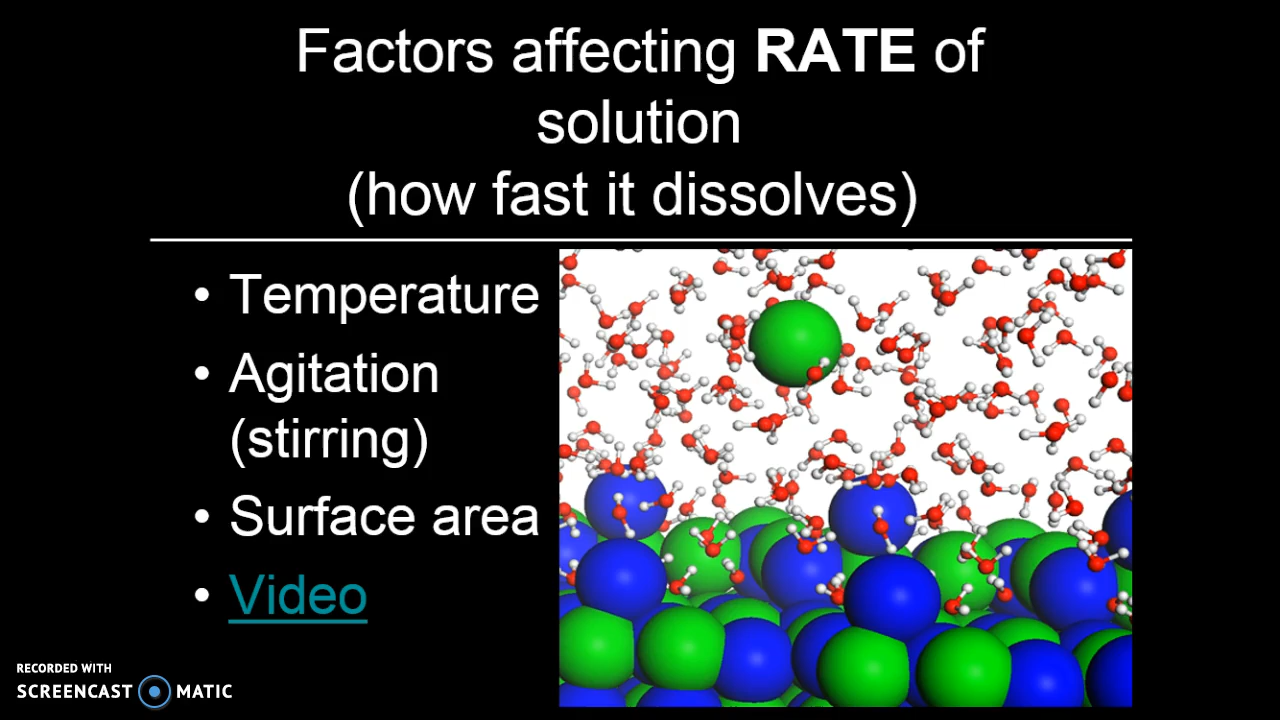 Factors affecting RATE of
solution
(how fast it dissolves)
• Temperature
• Agitation
(stirring)
• Surface area
• Video
RECORDED WITH
SCREENCAST MATIC